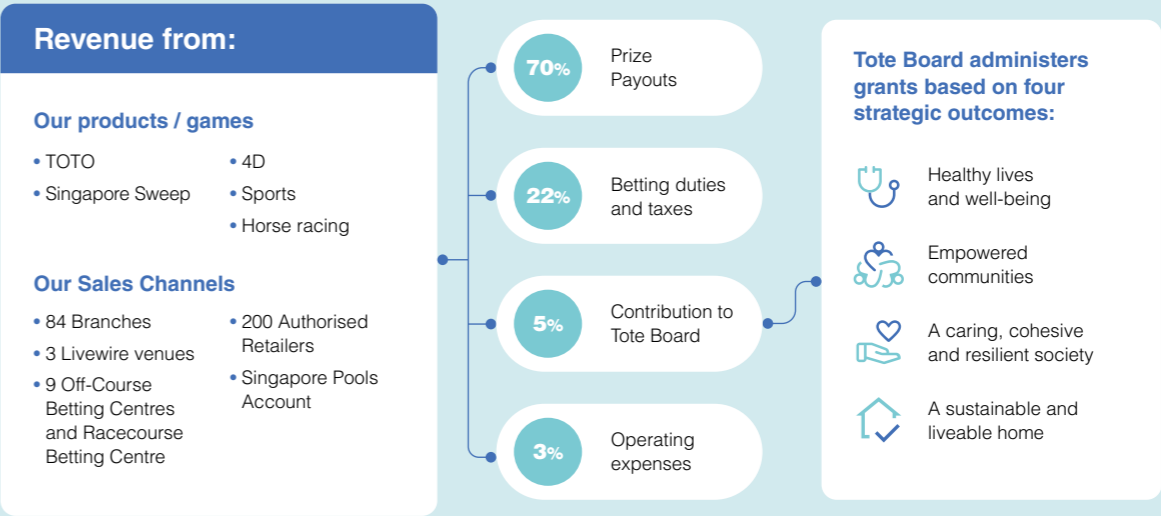 Revenue from:
Our products / games
• TOTO
• Singapore Sweep
• 4D
• Sports
• Horse racing
Our Sales Channels
• 84 Branches
• 3 Livewire venues
• 9 Off-Course
Betting Centres
and Racecourse
Betting Centre
• 200 Authorised
Retailers
• Singapore Pools
Account
70%
Prize
Payouts
22%
Betting duties
and taxes
5%
Contribution to
Tote Board
3%
Operating
expenses
Tote Board administers
grants based on four
strategic outcomes:
Healthy lives
and well-being
Empowered
communities
A caring, cohesive
and resilient society
A sustainable and
liveable home